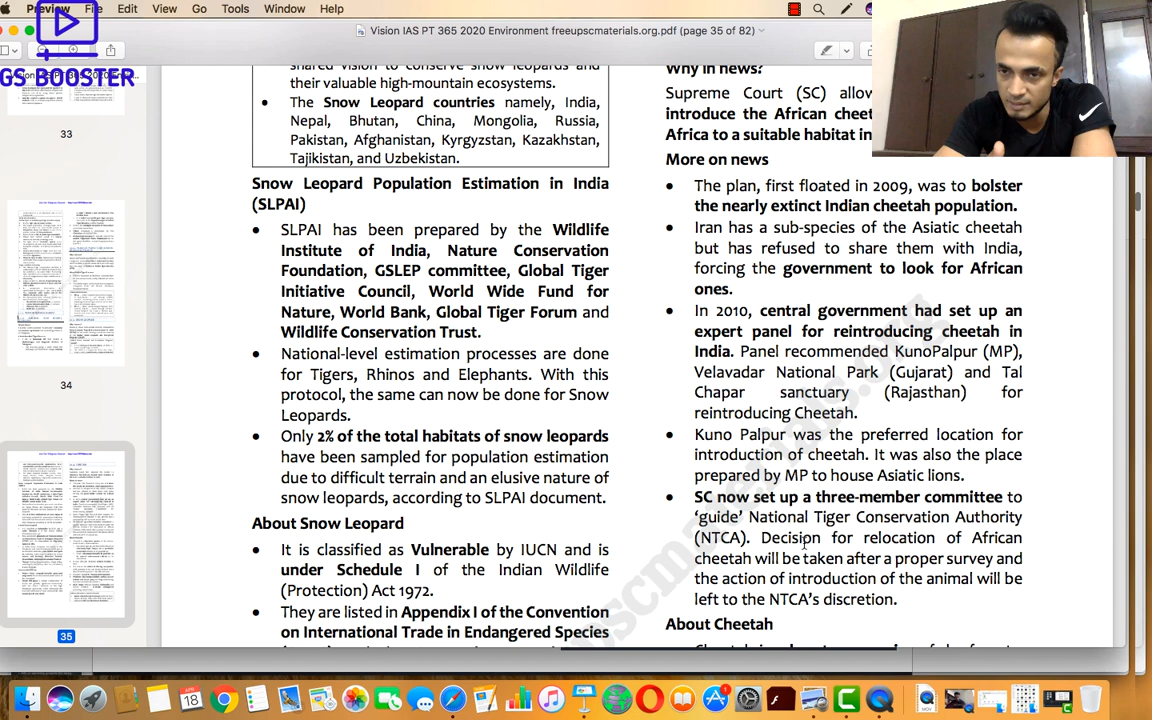 Preview File Edit View Go Tools Window Help
Vision IAS PT 365 2020 Environment freeupscmaterials.org.pdf (page 35 of 82)
GS BOOSTER
33
34
35
shared vision to conserve snow leopards and
their valuable high-mountain ecosystems.
• The Snow Leopard countries namely, India,
Nepal, Bhutan, China, Mongolia, Russia,
Pakistan, Afghanistan, Kyrgyzstan, Kazakhstan,
Tajikistan, and Uzbekistan.
Snow Leopard Population Estimation in India
(SLPAI)
• SLPAI has been prepared by the Wildlife
Institute of India, Nature Conservation
Foundation, GSLEP committee, Global Tiger
Initiative Council, World Wide Fund for
Nature, World Bank, Global Tiger Forum and
Wildlife Conservation Trust.
• National-level estimation processes are done
for Tigers, Rhinos and Elephants. With this
protocol, the same can now be done for Snow
Leopards.
• Only 2% of the total habitats of snow leopards
have been sampled for population estimation
due to difficult terrain and an elusive nature of
snow leopards, according to SLPAI document.
About Snow Leopard
• It is classified as Vulnerable by IUCN and is
under Schedule I of the Indian Wildlife
(Protection) Act 1972.
• They are listed in Appendix I of the Convention
on International Trade in Endangered Species
Why in news?
Supreme Court (SC) allow
introduce the African cheet
Africa to a suitable habitat in
More on news
• The plan, first floated in 2009, was to bolster
the nearly extinct Indian cheetah population.
• Iran has a sub-species of the Asiatic cheetah
but has refused to share them with India,
forcing the government to look for African
ones.
• In 2010, central government had set up an
expert panel for reintroducing cheetah in
India. Panel recommended KunoPalpur (MP),
Velavadar National Park (Gujarat) and Tal
Chapar sanctuary (Rajasthan) for
reintroducing Cheetah.
• Kuno Palpur was the preferred location for
introduction of cheetah. It was also the place
prepared by MP to house Asiatic lions.
• SC now set up a three-member committee to
‘guide’ National Tiger Conservation Authority
(NTCA). Decision for relocation of African
cheetah will be taken after a proper survey and
the action of introduction of the animal will be
left to the NTCA’s discretion.
About Cheetah
APR
18